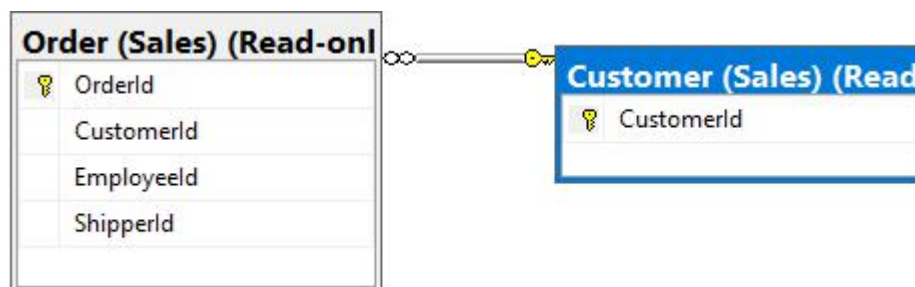 Order (Sales) (Read-onl
OrderId
CustomerId
EmployeeId
ShipperId
Customer (Sales) (Read
CustomerId